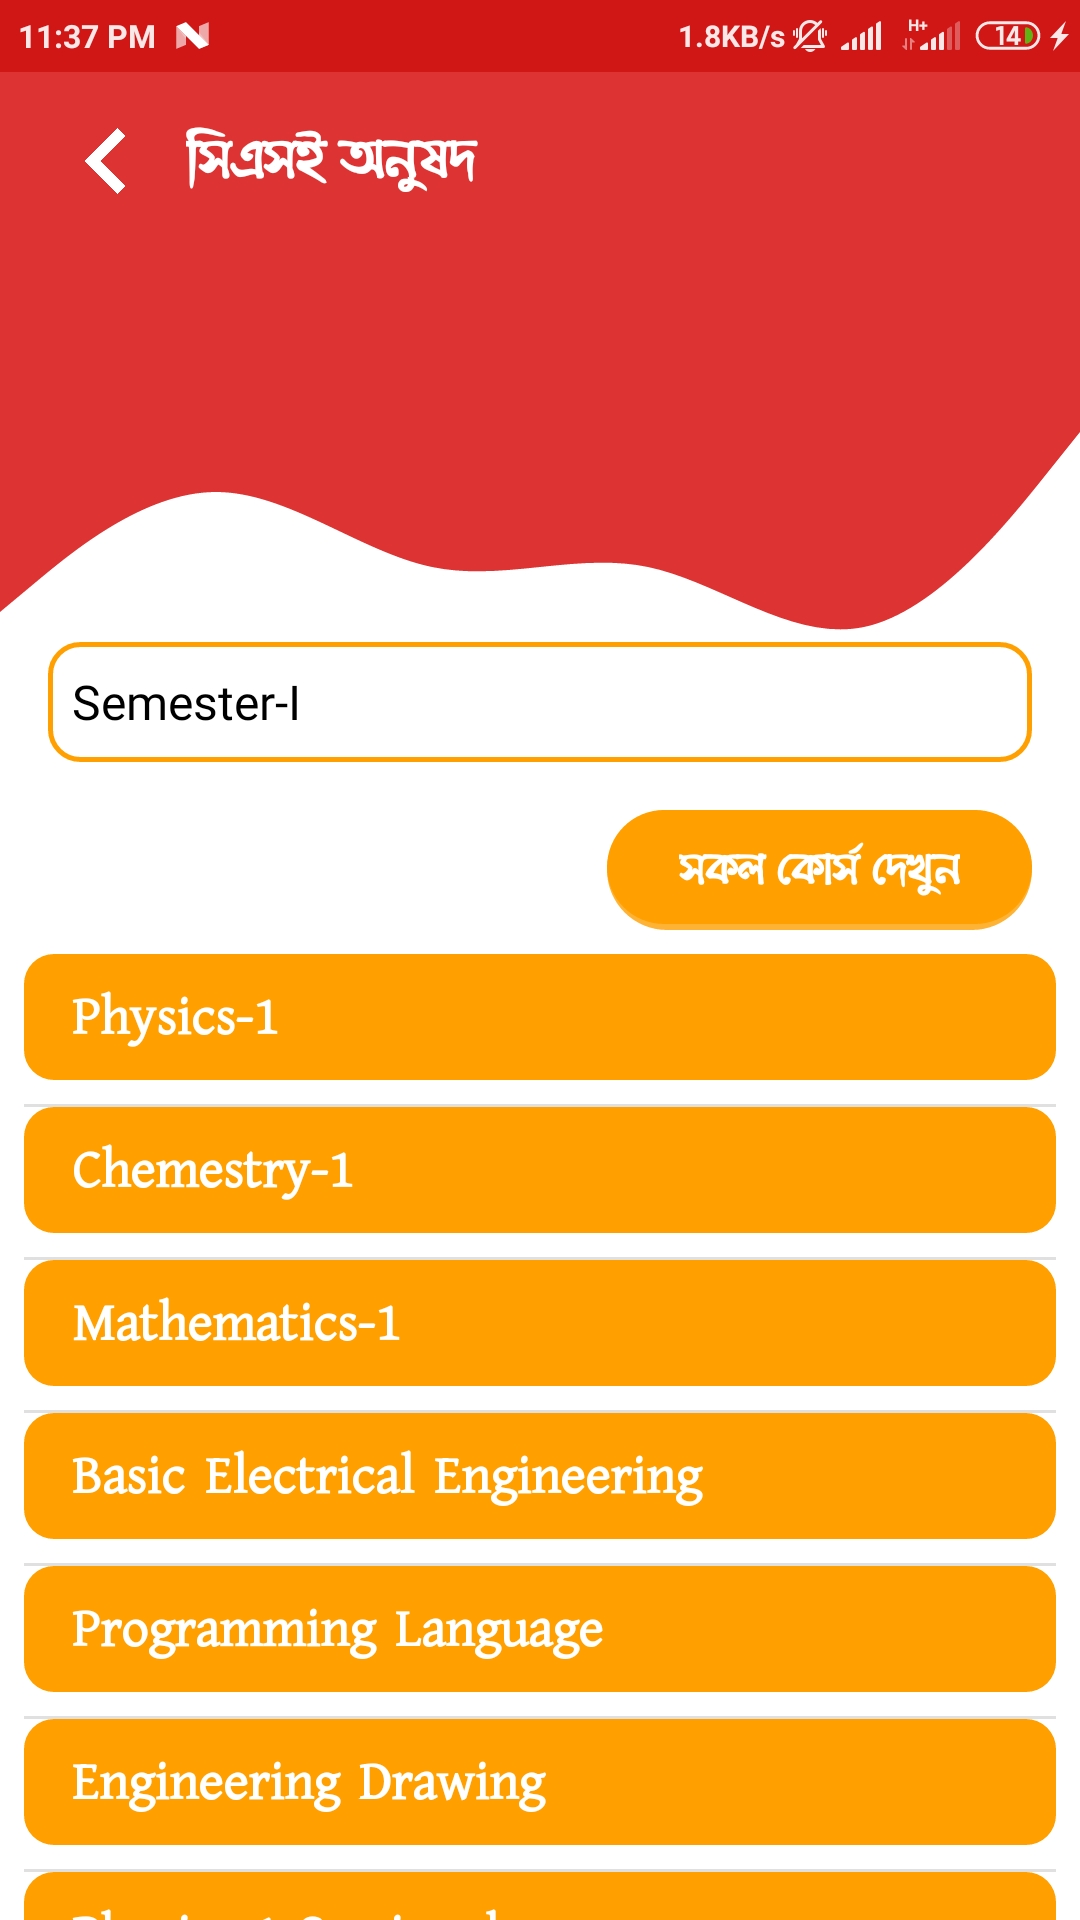 11:37 PM 1.8KB/s H+ 14
সিএসই অনুষদ
Semester-I
সকল কোর্স দেখুন
Physics-1
Chemestry-1
Mathematics-1
Basic Electrical Engineering
Programming Language
Engineering Drawing